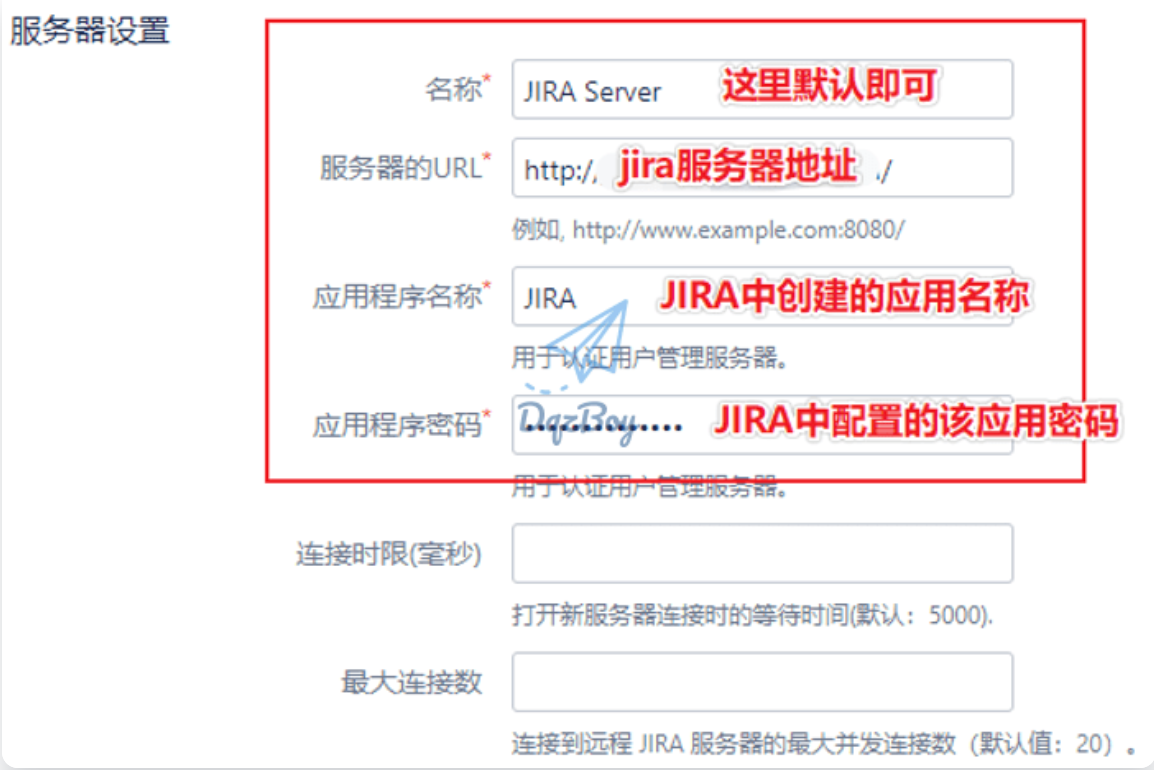 服务器设置
名称* JIRA Server 这里默认即可
服务器的URL* http:/ jira服务器地址 /
例如, http://www.example.com:8080/
应用程序名称* JIRA JIRA中创建的应用名称
用于认证用户管理服务器。
应用程序密码* DqzBoy JIRA中配置的该应用密码
用于认证用户管理服务器。
连接时限(毫秒)
打开新服务器连接时的等待时间(默认：5000).
最大连接数
连接到远程 JIRA 服务器的最大并发连接数（默认值：20）。